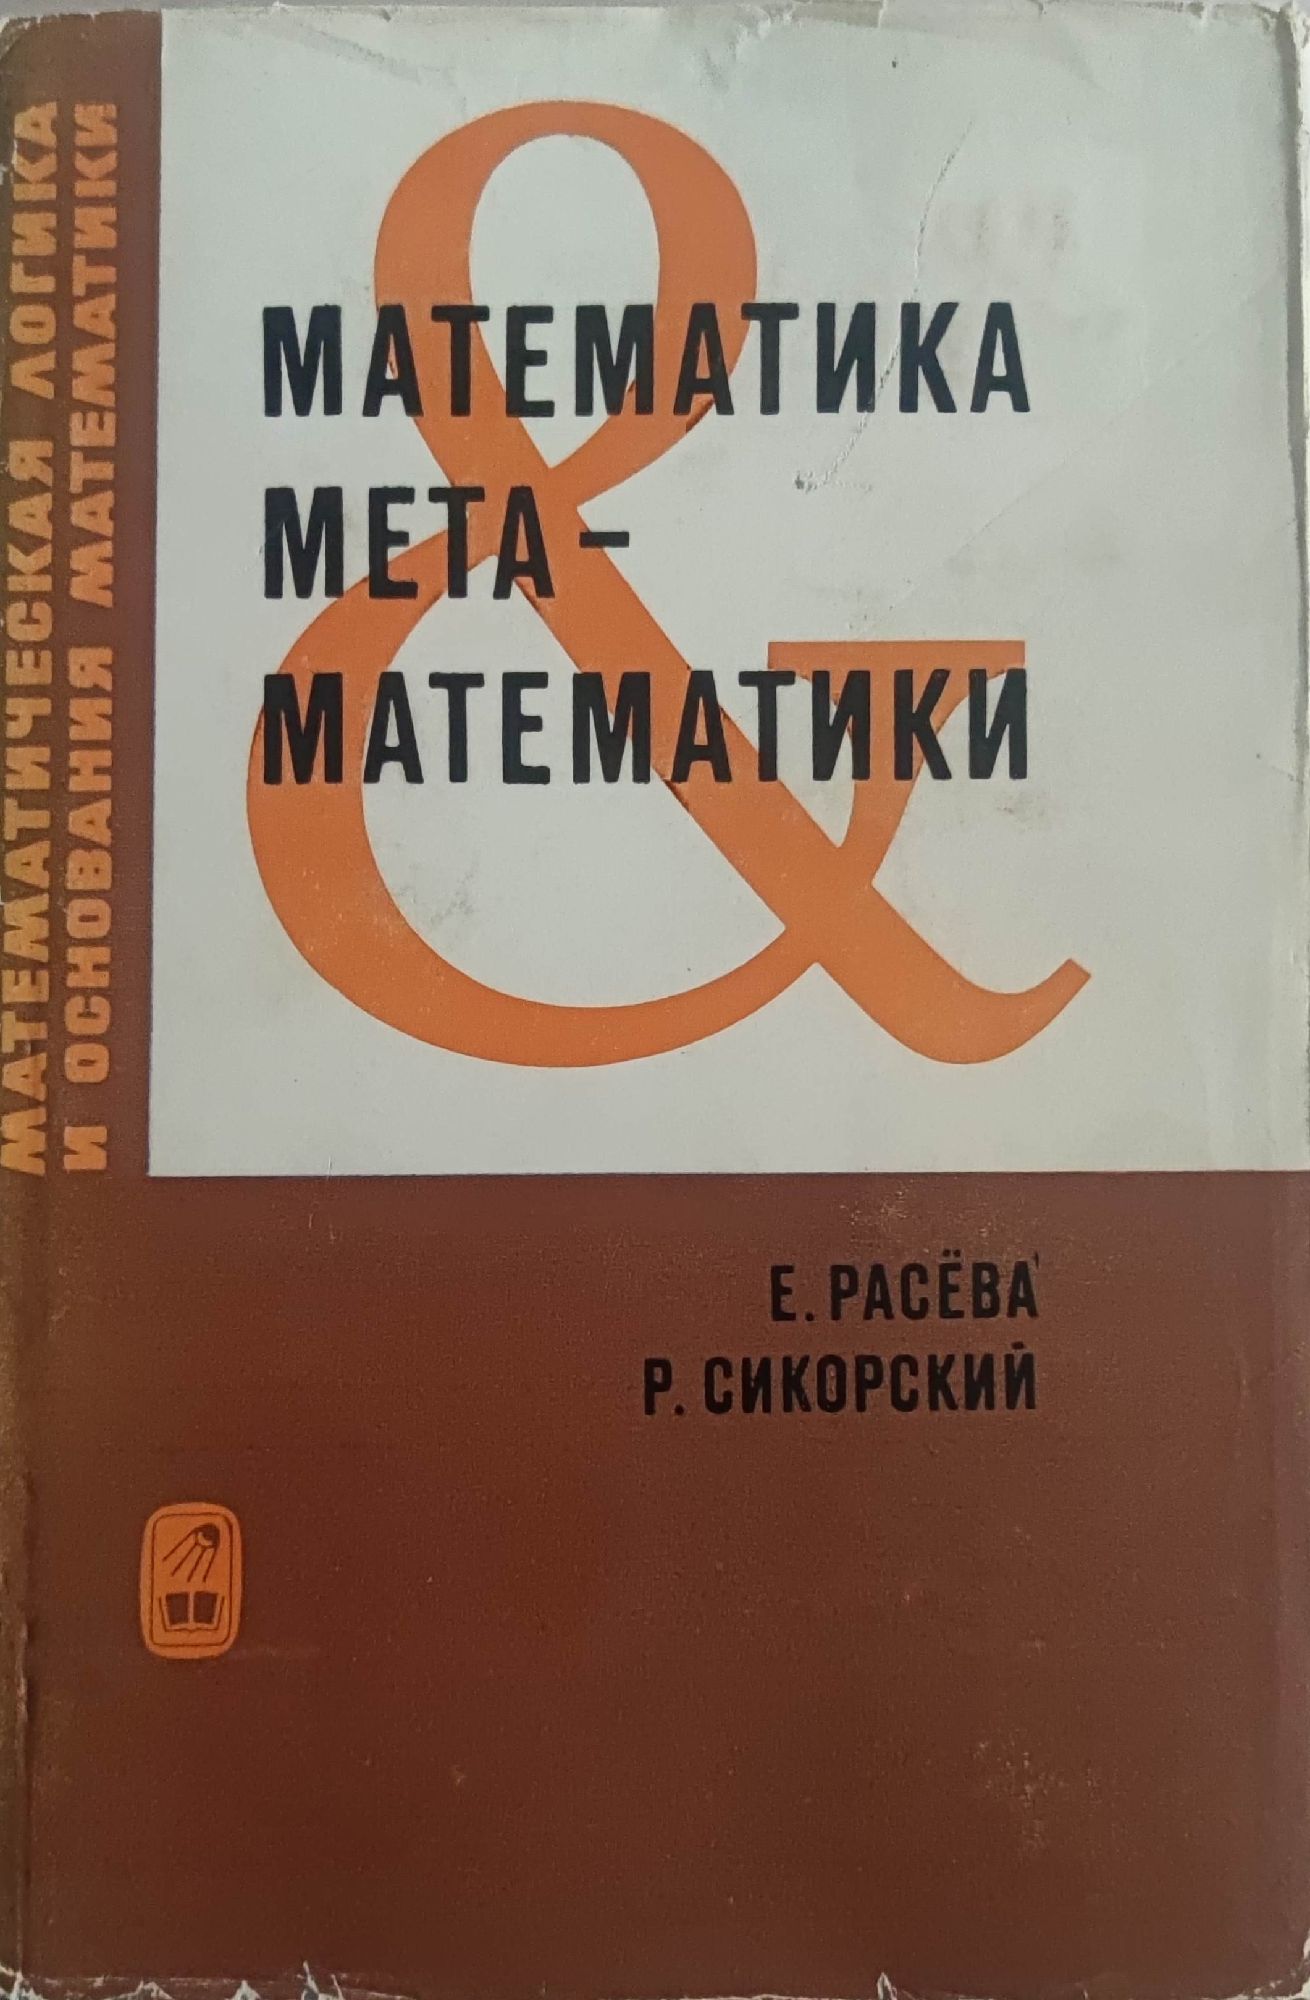 МАТЕМАТИЧЕСКАЯ ЛОГИКА
И ОСНОВАНИЯ МАТЕМАТИКИ
&
МАТЕМАТИКА
МЕТА-
МАТЕМАТИКИ
Е. РАСЁВА
Р. СИКОРСКИЙ